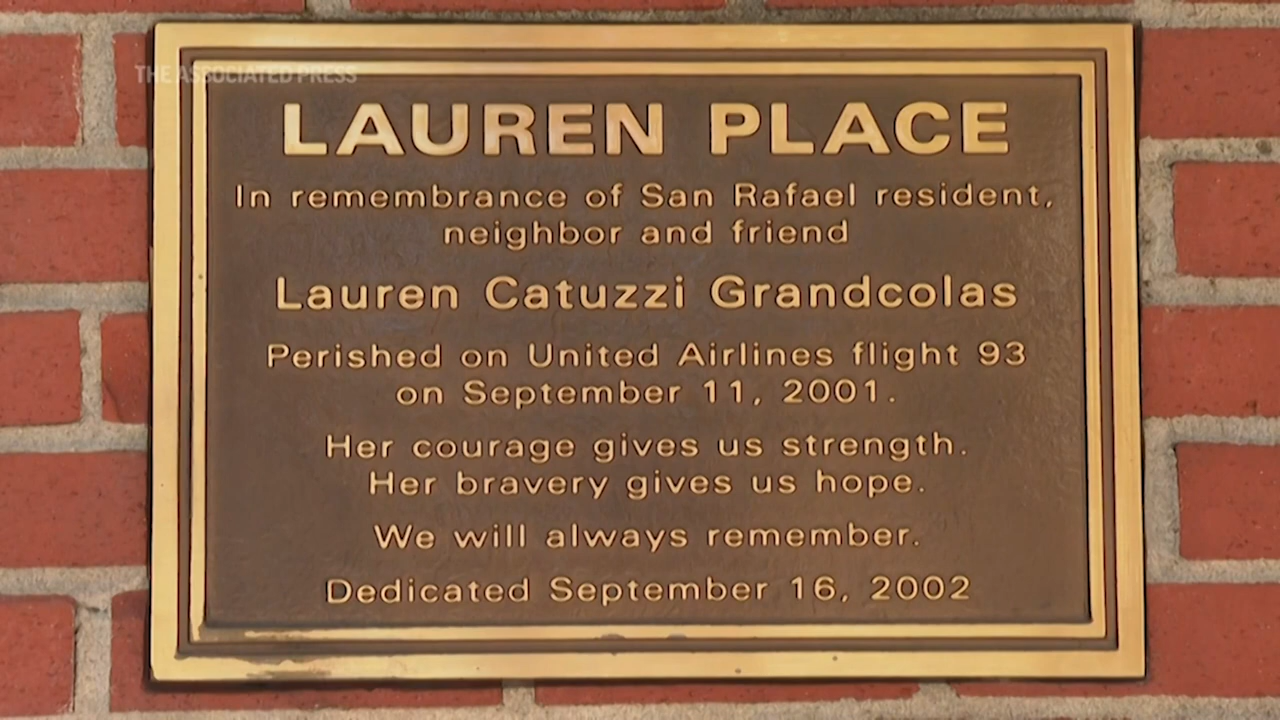 THE ASSOCIATED PRESS
LAUREN PLACE
In remembrance of San Rafael resident,
neighbor and friend
Lauren Catuzzi Grandcolas
Perished on United Airlines flight 93
on September 11, 2001.
Her courage gives us strength.
Her bravery gives us hope.
We will always remember.
Dedicated September 16, 2002